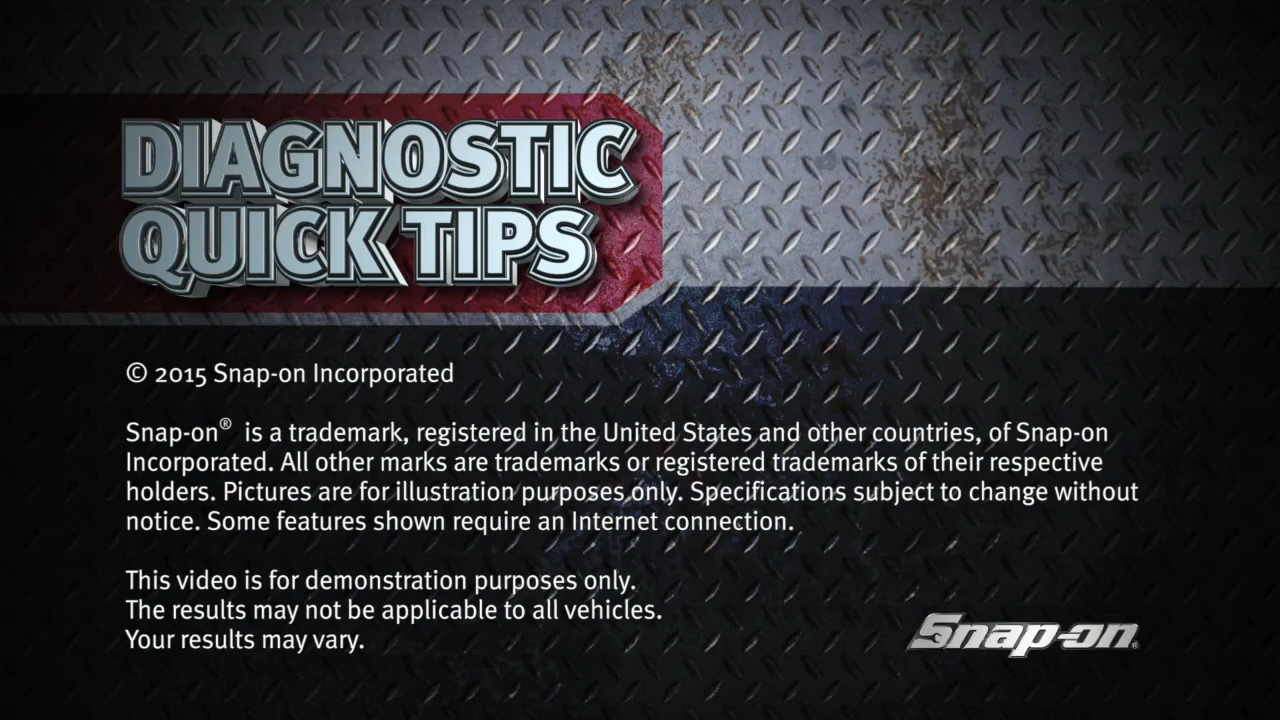 DIAGNOSTIC
QUICK TIPS
© 2015 Snap-on Incorporated
Snap-on® is a trademark, registered in the United States and other countries, of Snap-on
Incorporated. All other marks are trademarks or registered trademarks of their respective
holders. Pictures are for illustration purposes only. Specifications subject to change without
notice. Some features shown require an Internet connection.
This video is for demonstration purposes only.
The results may not be applicable to all vehicles.
Your results may vary.
Snap-on®